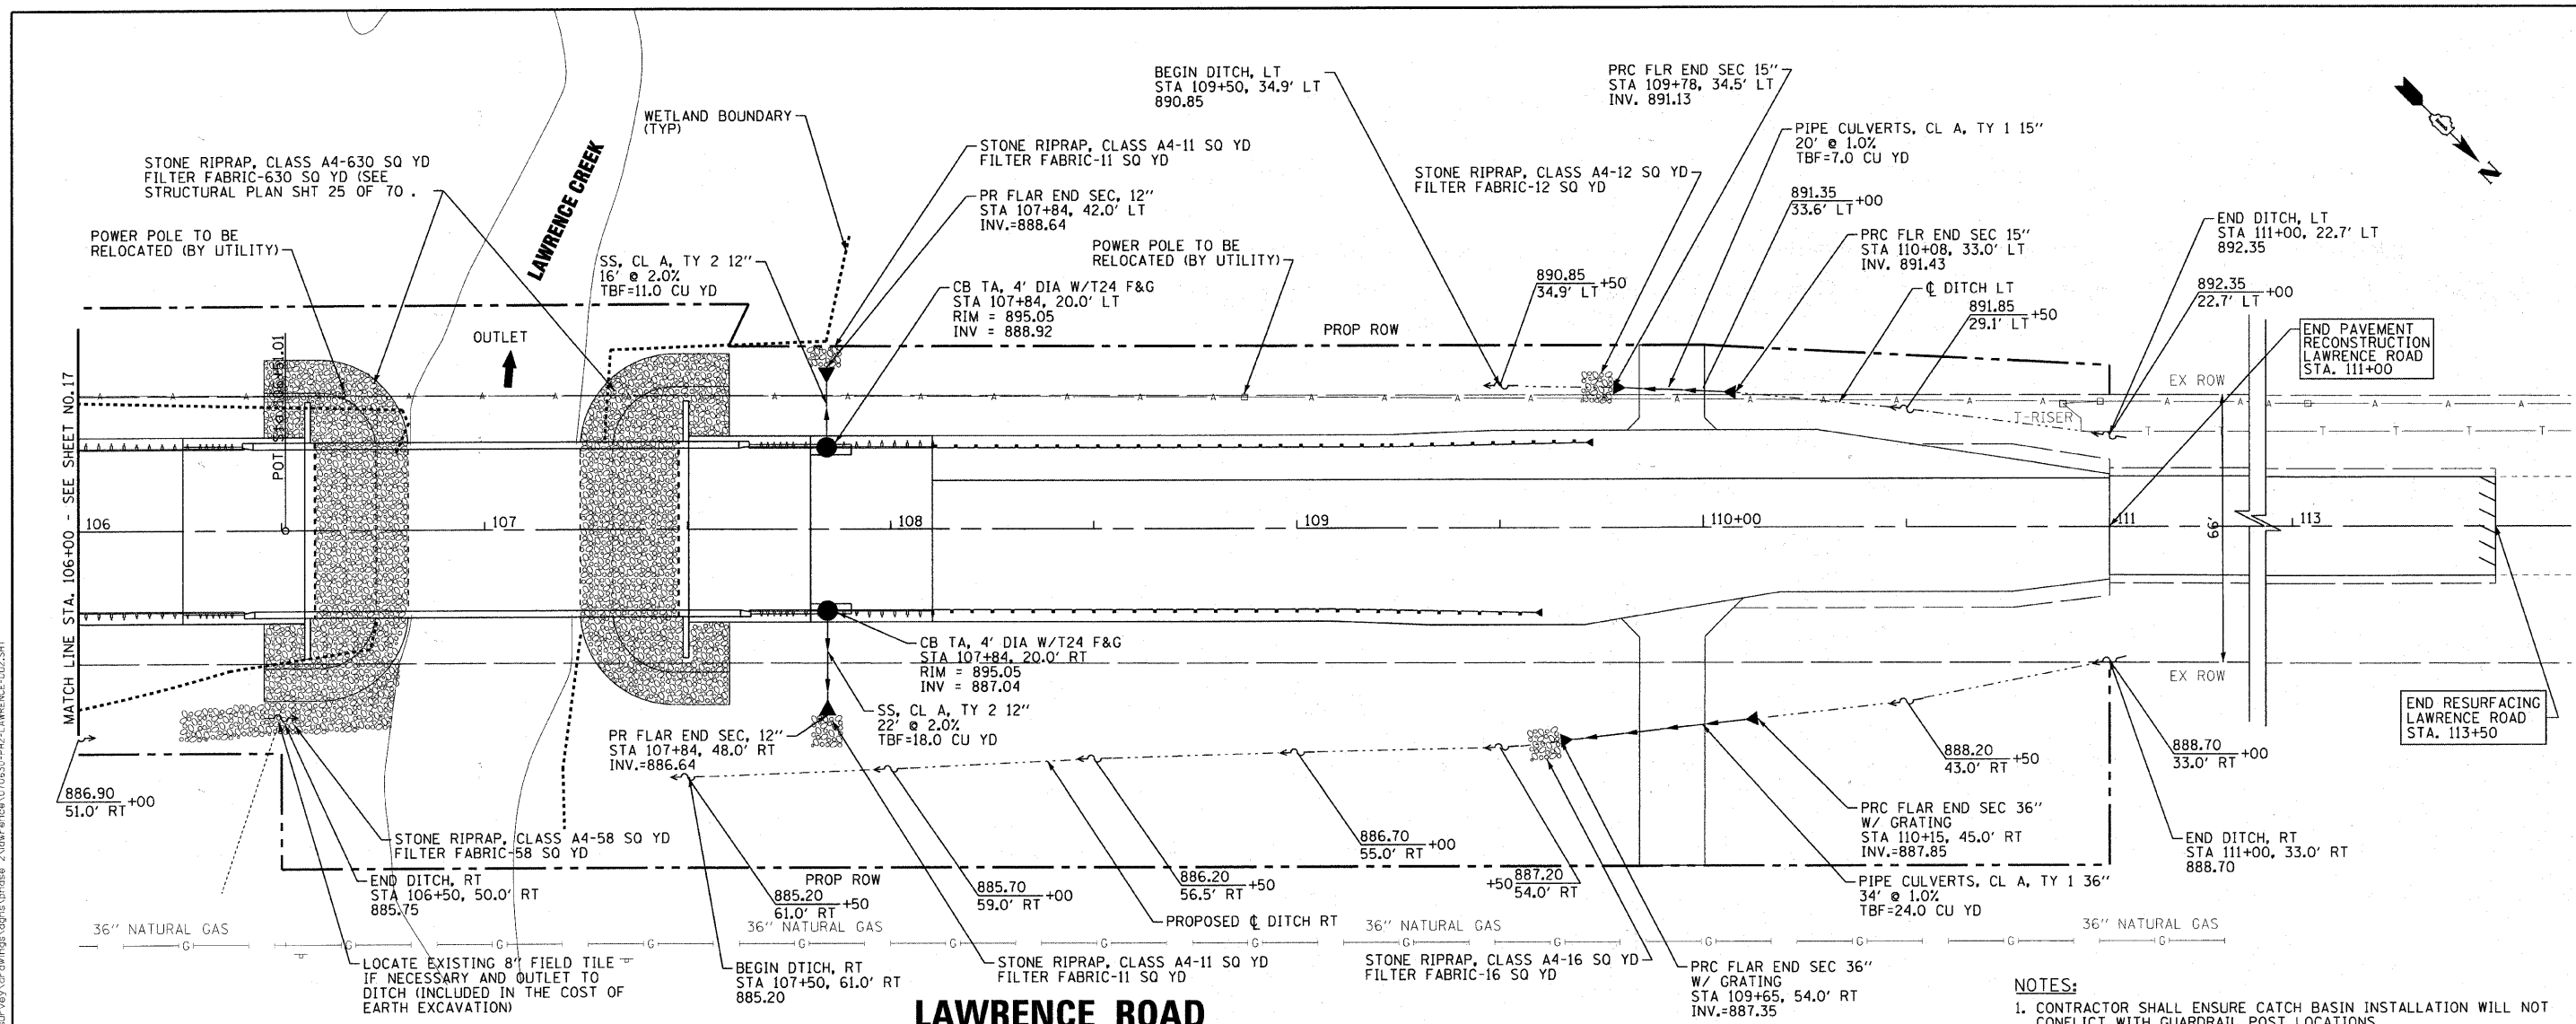 BEGIN DITCH, LT
STA 109+50, 34.9' LT
890.85
PRC FLR END SEC 15"
STA 109+78, 34.5' LT
INV. 891.13
WETLAND BOUNDARY
(TYP)
STONE RIPRAP, CLASS A4-11 SQ YD
FILTER FABRIC-11 SQ YD
PIPE CULVERTS, CL A, TY 1 15"
20' @ 1.0%
TBF=7.0 CU YD
N
STONE RIPRAP, CLASS A4-630 SQ YD
FILTER FABRIC-630 SQ YD (SEE
STRUCTURAL PLAN SHT 25 OF 70 .
LAWRENCE CREEK
STONE RIPRAP, CLASS A4-12 SQ YD
FILTER FABRIC-12 SQ YD
PR FLAR END SEC, 12"
STA 107+84, 42.0' LT
INV.=888.64
891.35
33.6' LT
+00
POWER POLE TO BE
RELOCATED (BY UTILITY)
PRC FLR END SEC 15"
STA 110+08, 33.0' LT
INV. 891.43
END DITCH, LT
STA 111+00, 22.7' LT
892.35
SS, CL A, TY 2 12"
16' @ 2.0%
TBF=11.0 CU YD
POWER POLE TO BE
RELOCATED (BY UTILITY)
CB TA, 4' DIA W/T24 F&G
STA 107+84, 20.0' LT
RIM = 895.05
INV = 888.92
890.85
34.9' LT
+50
℄ DITCH LT
891.85
29.1' LT
+50
892.35
22.7' LT
+00
OUTLET
PROP ROW
END PAVEMENT
RECONSTRUCTION
LAWRENCE ROAD
STA. 111+00
EX ROW
T-RISER
MATCH LINE STA. 106+00 - SEE SHEET NO.17
POT Sta 106+51.01
106
107
108
109
110+00
111
113
66'
EX ROW
CB TA, 4' DIA W/T24 F&G
STA 107+84, 20.0' RT
RIM = 895.05
INV = 887.04
SS, CL A, TY 2 12"
22' @ 2.0%
TBF=18.0 CU YD
PR FLAR END SEC, 12"
STA 107+84, 48.0' RT
INV.=886.64
END RESURFACING
LAWRENCE ROAD
STA. 113+50
888.20
43.0' RT
+50
888.70
33.0' RT
+00
886.90
51.0' RT
+00
STONE RIPRAP, CLASS A4-58 SQ YD
FILTER FABRIC-58 SQ YD
886.70
55.0' RT
+00
PRC FLAR END SEC 36"
W/ GRATING
STA 110+15, 45.0' RT
INV.=887.85
END DITCH, RT
STA 111+00, 33.0' RT
888.70
END DITCH, RT
STA 106+50, 50.0' RT
885.75
PROP ROW
885.20
61.0' RT
+50
885.70
59.0' RT
+00
886.20
56.5' RT
+50
+50
887.20
54.0' RT
PIPE CULVERTS, CL A, TY 1 36"
34' @ 1.0%
TBF=24.0 CU YD
PROPOSED ℄ DITCH RT
36" NATURAL GAS
36" NATURAL GAS
36" NATURAL GAS
36" NATURAL GAS
LOCATE EXISTING 8" FIELD TILE
IF NECESSARY AND OUTLET TO
DITCH (INCLUDED IN THE COST OF
EARTH EXCAVATION)
BEGIN DTICH, RT
STA 107+50, 61.0' RT
885.20
STONE RIPRAP, CLASS A4-11 SQ YD
FILTER FABRIC-11 SQ YD
STONE RIPRAP, CLASS A4-16 SQ YD
FILTER FABRIC-16 SQ YD
PRC FLAR END SEC 36"
W/ GRATING
STA 109+65, 54.0' RT
INV.=887.35
LAWRENCE ROAD
NOTES:
1. CONTRACTOR SHALL ENSURE CATCH BASIN INSTALLATION WILL NOT
CONFLICT WITH GUARDRAIL POST LOCATIONS